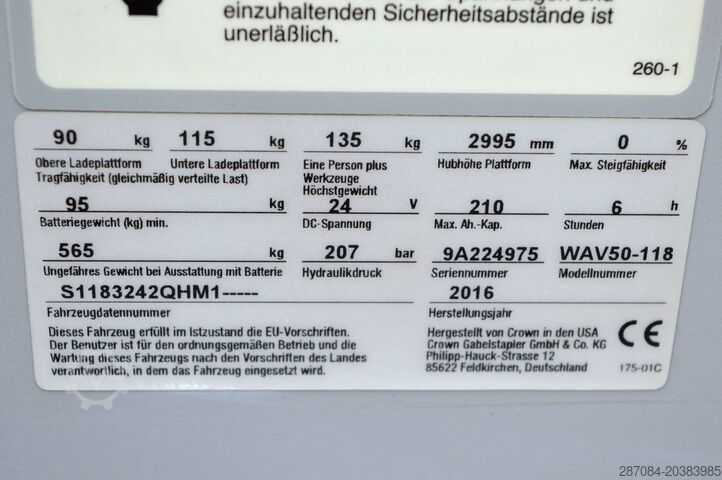 einzuhaltenden Sicherheitsabstände ist
unerläßlich.
260-1
90 kg 115 kg 135 kg 2995 mm 0 %
Obere Ladeplattform Untere Ladeplattform Eine Person plus Hubhöhe Plattform Max. Steigfähigkeit
Tragfähigkeit (gleichmäßig verteilte Last) Werkzeuge
Höchstgewicht
95 kg 24 V 210 6 h
Batteriegewicht (kg) min. DC-Spannung Max. Ah.-Kap. Stunden
565 kg 207 bar 9A224975 WAV50-118
Ungefähres Gewicht bei Ausstattung mit Batterie Hydraulikdruck Seriennummer Modellnummer
S1183242QHM1----- 2016
Fahrzeugdatennummer Herstellungsjahr
Dieses Fahrzeug erfüllt im Istzustand die EU-Vorschriften.
Der Benutzer ist für den ordnungsgemäßen Betrieb und die
Wartung dieses Fahrzeugs nach den Vorschriften des Landes
verantwortlich, in dem das Fahrzeug eingesetzt wird.
Hergestellt von Crown in den USA
Crown Gabelstapler GmbH & Co. KG
Philipp-Hauck-Strasse 12
85622 Feldkirchen, Deutschland
CE
175-01C
287084-20383985